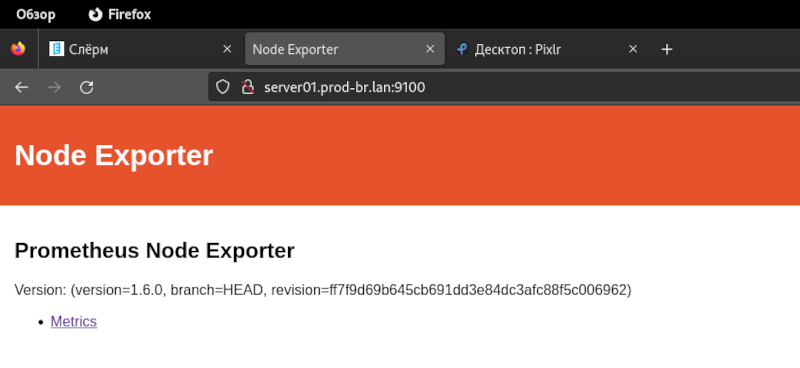 Обзор Firefox
Слёрм Node Exporter Десктоп : Pixlr
server01.prod-br.lan:9100
Node Exporter
Prometheus Node Exporter
Version: (version=1.6.0, branch=HEAD, revision=ff7f9d69b645cb691dd3e84dc3afc88f5c006962)
Metrics